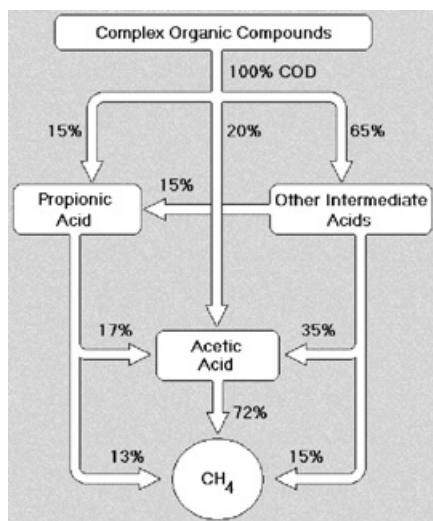 Complex Organic Compounds
100% COD
15%
20%
65%
Propionic
Acid
15%
Other Intermediate
Acids
17%
Acetic
Acid
35%
72%
13%
CH4
15%